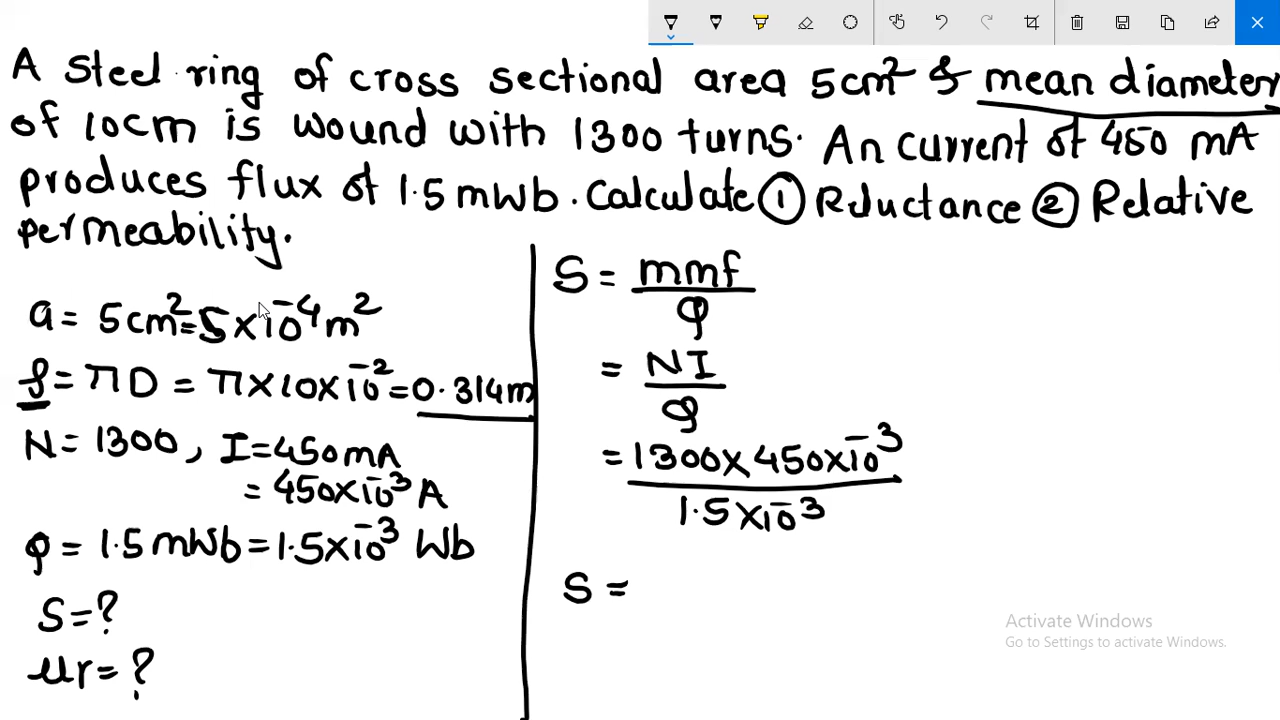 A Steel ring of cross sectional area 5cm² & mean diameter
of 10cm is wound with 1300 turns. An current of 450 mA
produces flux of 1.5 mWb. Calculate ① Reluctance ② Relative
permeability.
a = 5cm² = 5×10⁻⁴ m²
l = πD = π×10×10⁻² = 0.314m
N = 1300, I = 450mA
= 450×10⁻³ A
φ = 1.5 mWb = 1.5×10⁻³ Wb
S = ?
μr = ?
S = mmf / φ
= NI / φ
= 1300×450×10⁻³ / 1.5×10⁻³
S =
Activate Windows
Go to Settings to activate Windows.